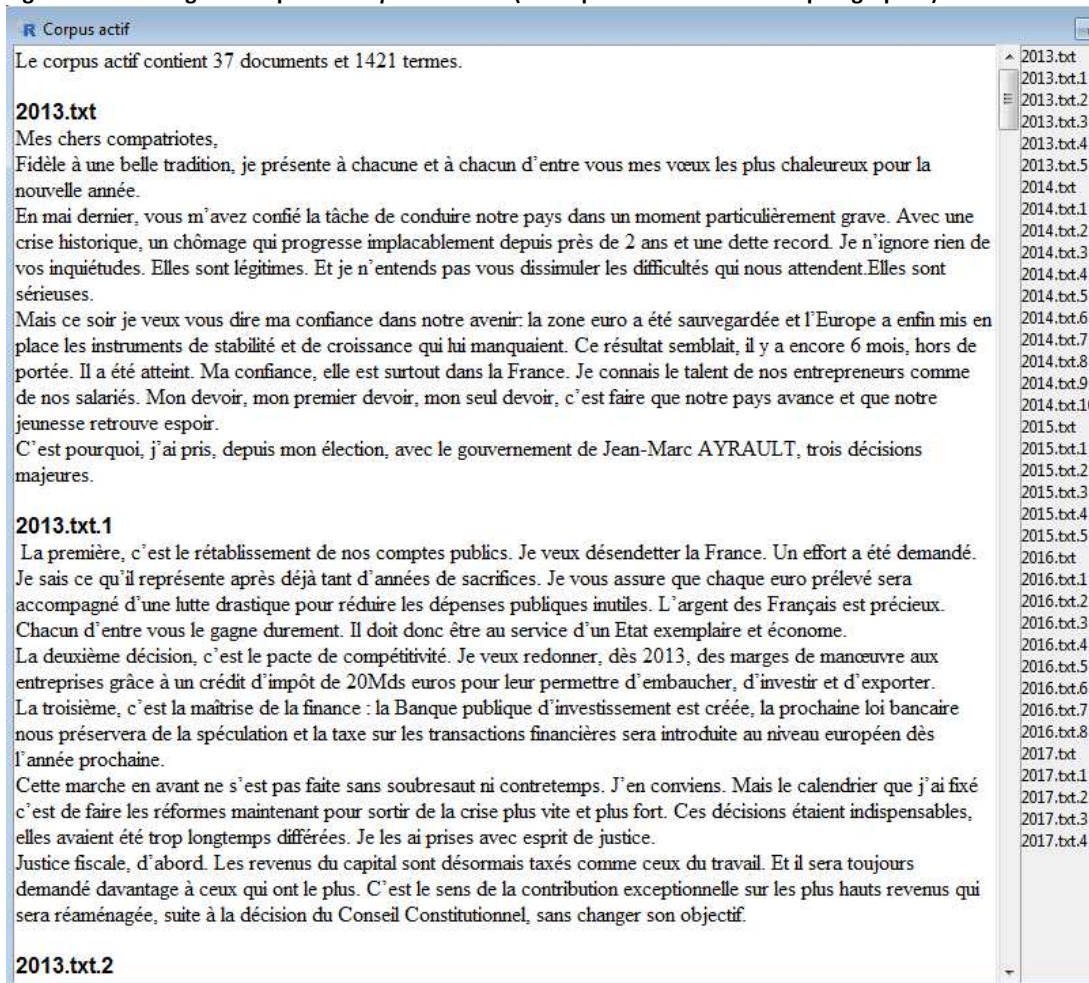 Corpus actif
Le corpus actif contient 37 documents et 1421 termes.
2013.txt
Mes chers compatriotes,
Fidèle à une belle tradition, je présente à chacune et à chacun d’entre vous mes vœux les plus chaleureux pour la
nouvelle année.
En mai dernier, vous m’avez confié la tâche de conduire notre pays dans un moment particulièrement grave. Avec une
crise historique, un chômage qui progresse implacablement depuis près de 2 ans et une dette record. Je n’ignore rien de
vos inquiétudes. Elles sont légitimes. Et je n’entends pas vous dissimuler les difficultés qui nous attendent.Elles sont
sérieuses.
Mais ce soir je veux vous dire ma confiance dans notre avenir: la zone euro a été sauvegardée et l’Europe a enfin mis en
place les instruments de stabilité et de croissance qui lui manquaient. Ce résultat semblait, il y a encore 6 mois, hors de
portée. Il a été atteint. Ma confiance, elle est surtout dans la France. Je connais le talent de nos entrepreneurs comme
de nos salariés. Mon devoir, mon premier devoir, mon seul devoir, c’est faire que notre pays avance et que notre
jeunesse retrouve espoir.
C’est pourquoi, j’ai pris, depuis mon élection, avec le gouvernement de Jean-Marc AYRAULT, trois décisions
majeures.
2013.txt.1
La première, c’est le rétablissement de nos comptes publics. Je veux désendetter la France. Un effort a été demandé.
Je sais ce qu’il représente après déjà tant d’années de sacrifices. Je vous assure que chaque euro prélevé sera
accompagné d’une lutte drastique pour réduire les dépenses publiques inutiles. L’argent des Français est précieux.
Chacun d’entre vous le gagne durement. Il doit donc être au service d’un Etat exemplaire et économe.
La deuxième décision, c’est le pacte de compétitivité. Je veux redonner, dès 2013, des marges de manœuvre aux
entreprises grâce à un crédit d’impôt de 20Mds euros pour leur permettre d’embaucher, d’investir et d’exporter.
La troisième, c’est la maîtrise de la finance : la Banque publique d’investissement est créée, la prochaine loi bancaire
nous préservera de la spéculation et la taxe sur les transactions financières sera introduite au niveau européen dès
l’année prochaine.
Cette marche en avant ne s’est pas faite sans soubresaut ni contretemps. J’en conviens. Mais le calendrier que j’ai fixé
c’est de faire les réformes maintenant pour sortir de la crise plus vite et plus fort. Ces décisions étaient indispensables,
elles avaient été trop longtemps différées. Je les ai prises avec esprit de justice.
Justice fiscale, d’abord. Les revenus du capital sont désormais taxés comme ceux du travail. Et il sera toujours
demandé davantage à ceux qui ont le plus. C’est le sens de la contribution exceptionnelle sur les plus hauts revenus qui
sera réaménagée, suite à la décision du Conseil Constitutionnel, sans changer son objectif.
2013.txt.2
2013.txt
2013.txt.1
2013.txt.2
2013.txt.3
2013.txt.4
2013.txt.5
2014.txt
2014.txt.1
2014.txt.2
2014.txt.3
2014.txt.4
2014.txt.5
2014.txt.6
2014.txt.7
2014.txt.8
2014.txt.9
2014.txt.10
2015.txt
2015.txt.1
2015.txt.2
2015.txt.3
2015.txt.4
2015.txt.5
2016.txt
2016.txt.1
2016.txt.2
2016.txt.3
2016.txt.4
2016.txt.5
2016.txt.6
2016.txt.7
2016.txt.8
2017.txt
2017.txt.1
2017.txt.2
2017.txt.3
2017.txt.4